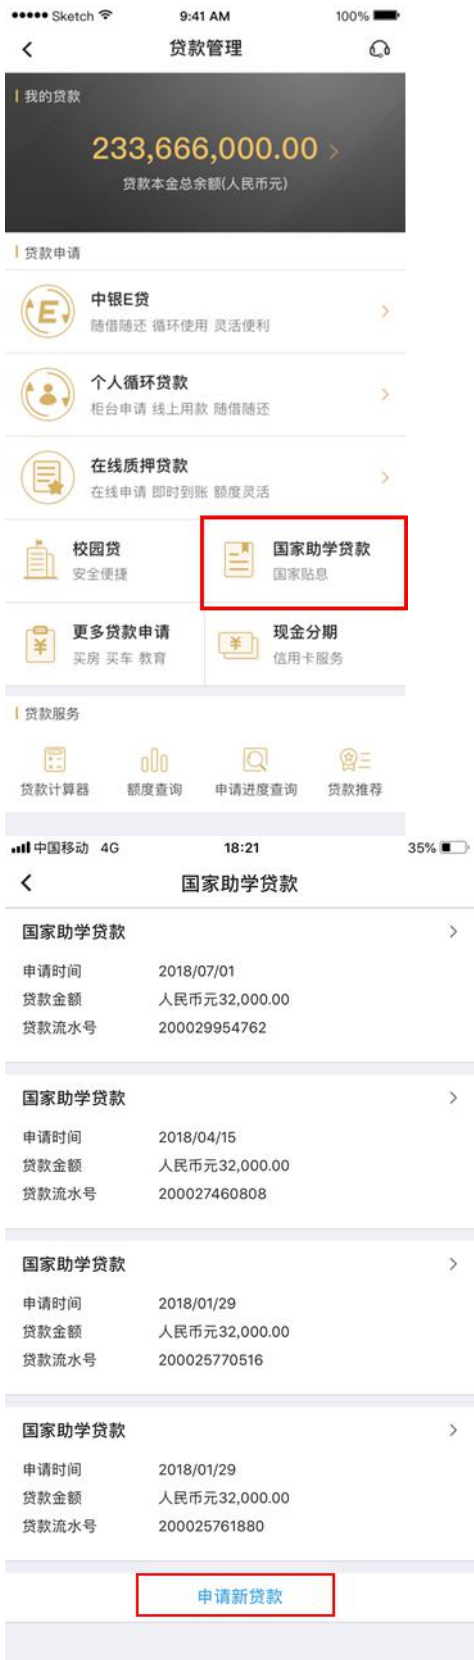 Sketch 9:41 AM 100%
贷款管理
我的贷款
233,666,000.00
贷款本金总余额(人民币元)
贷款申请
中银E贷
随借随还 循环使用 灵活便利
个人循环贷款
柜台申请 线上用款 随借随还
在线质押贷款
在线申请 即时到账 额度灵活
校园贷 国家助学贷款
安全便捷 国家贴息
更多贷款申请 现金分期
买房 买车 教育 信用卡服务
贷款服务
贷款计算器 额度查询 申请进度查询 贷款推荐
中国移动 4G 18:21 35%
国家助学贷款
国家助学贷款
申请时间 2018/07/01
贷款金额 人民币元32,000.00
贷款流水号 200029954762
国家助学贷款
申请时间 2018/04/15
贷款金额 人民币元32,000.00
贷款流水号 200027460808
国家助学贷款
申请时间 2018/01/29
贷款金额 人民币元32,000.00
贷款流水号 200025770516
国家助学贷款
申请时间 2018/01/29
贷款金额 人民币元32,000.00
贷款流水号 200025761880
申请新贷款